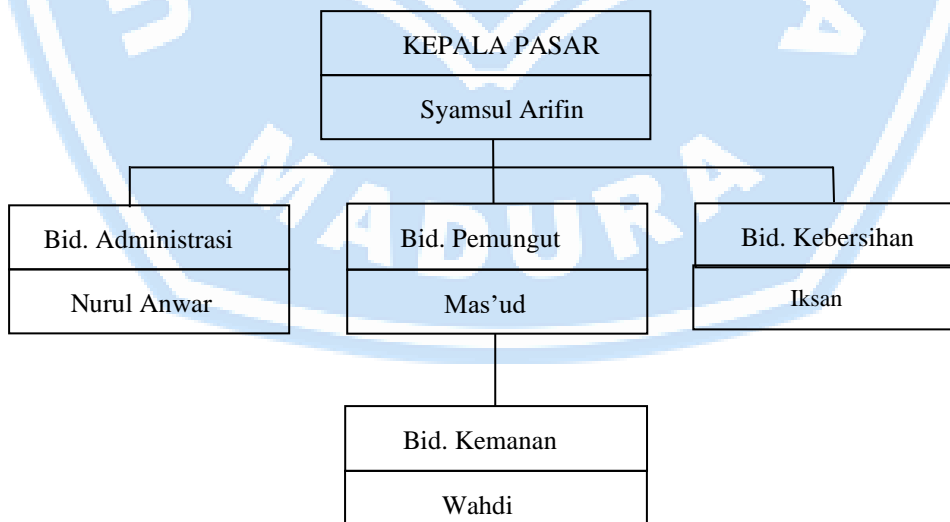 KEPALA PASAR
Syamsul Arifin
Bid. Administrasi
Nurul Anwar
Bid. Pemungut
Mas’ud
Bid. Kebersihan
Iksan
Bid. Kemanan
Wahdi
U
A
MADURA